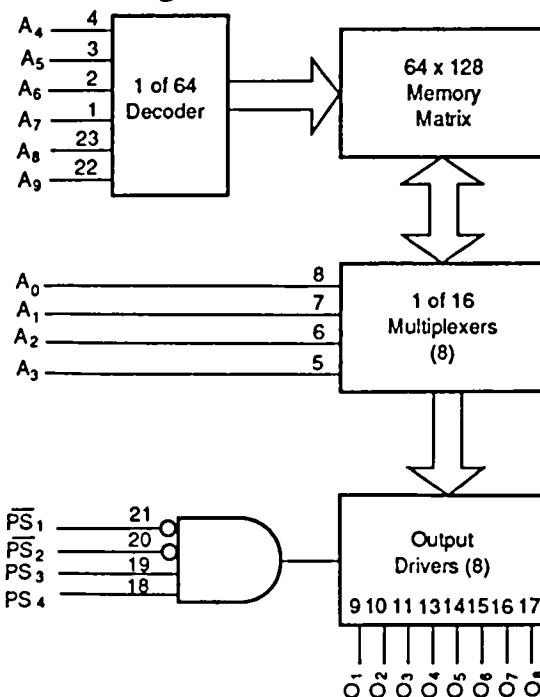 A4 4
A5 3
A6 2
A7 1
A8 23
A9 22
1 of 64
Decoder
64 x 128
Memory
Matrix
A0 8
A1 7
A2 6
A3 5
1 of 16
Multiplexers
(8)
P̅S̅1 21
P̅S̅2 20
PS3 19
PS4 18
Output
Drivers (8)
9 10 11 13 14 15 16 17
O1 O2 O3 O4 O5 O6 O7 O8